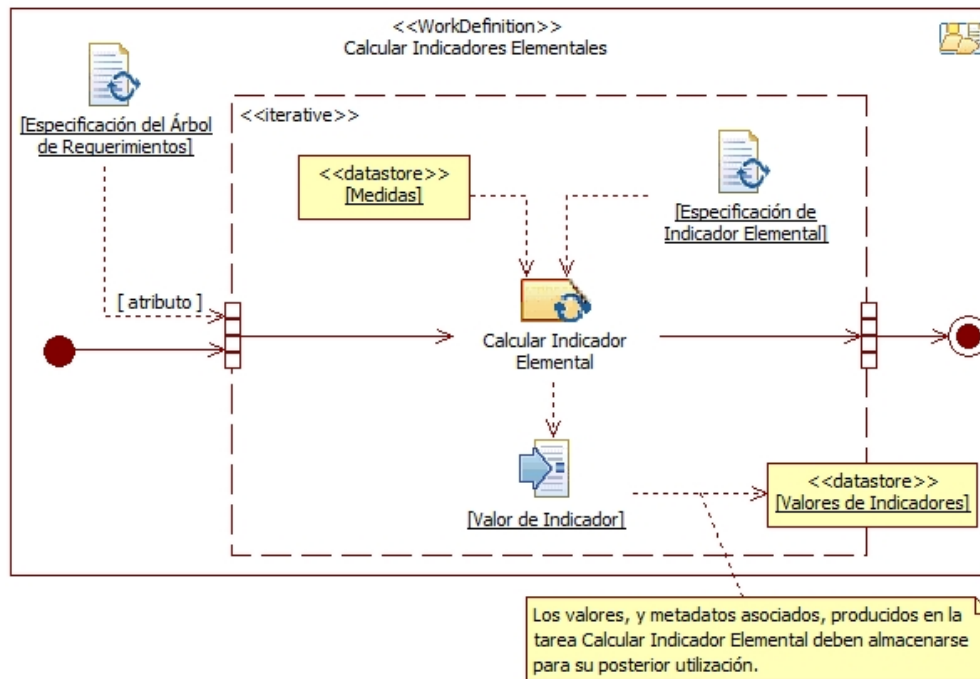 <<WorkDefinition>>
Calcular Indicadores Elementales
[Especificación del Árbol
de Requerimientos]
<<iterative>>
<<datastore>>
[Medidas]
[Especificación de
Indicador Elemental]
[ atributo ]
Calcular Indicador
Elemental
[Valor de Indicador]
<<datastore>>
[Valores de Indicadores]
Los valores, y metadatos asociados, producidos en la
tarea Calcular Indicador Elemental deben almacenarse
para su posterior utilización.